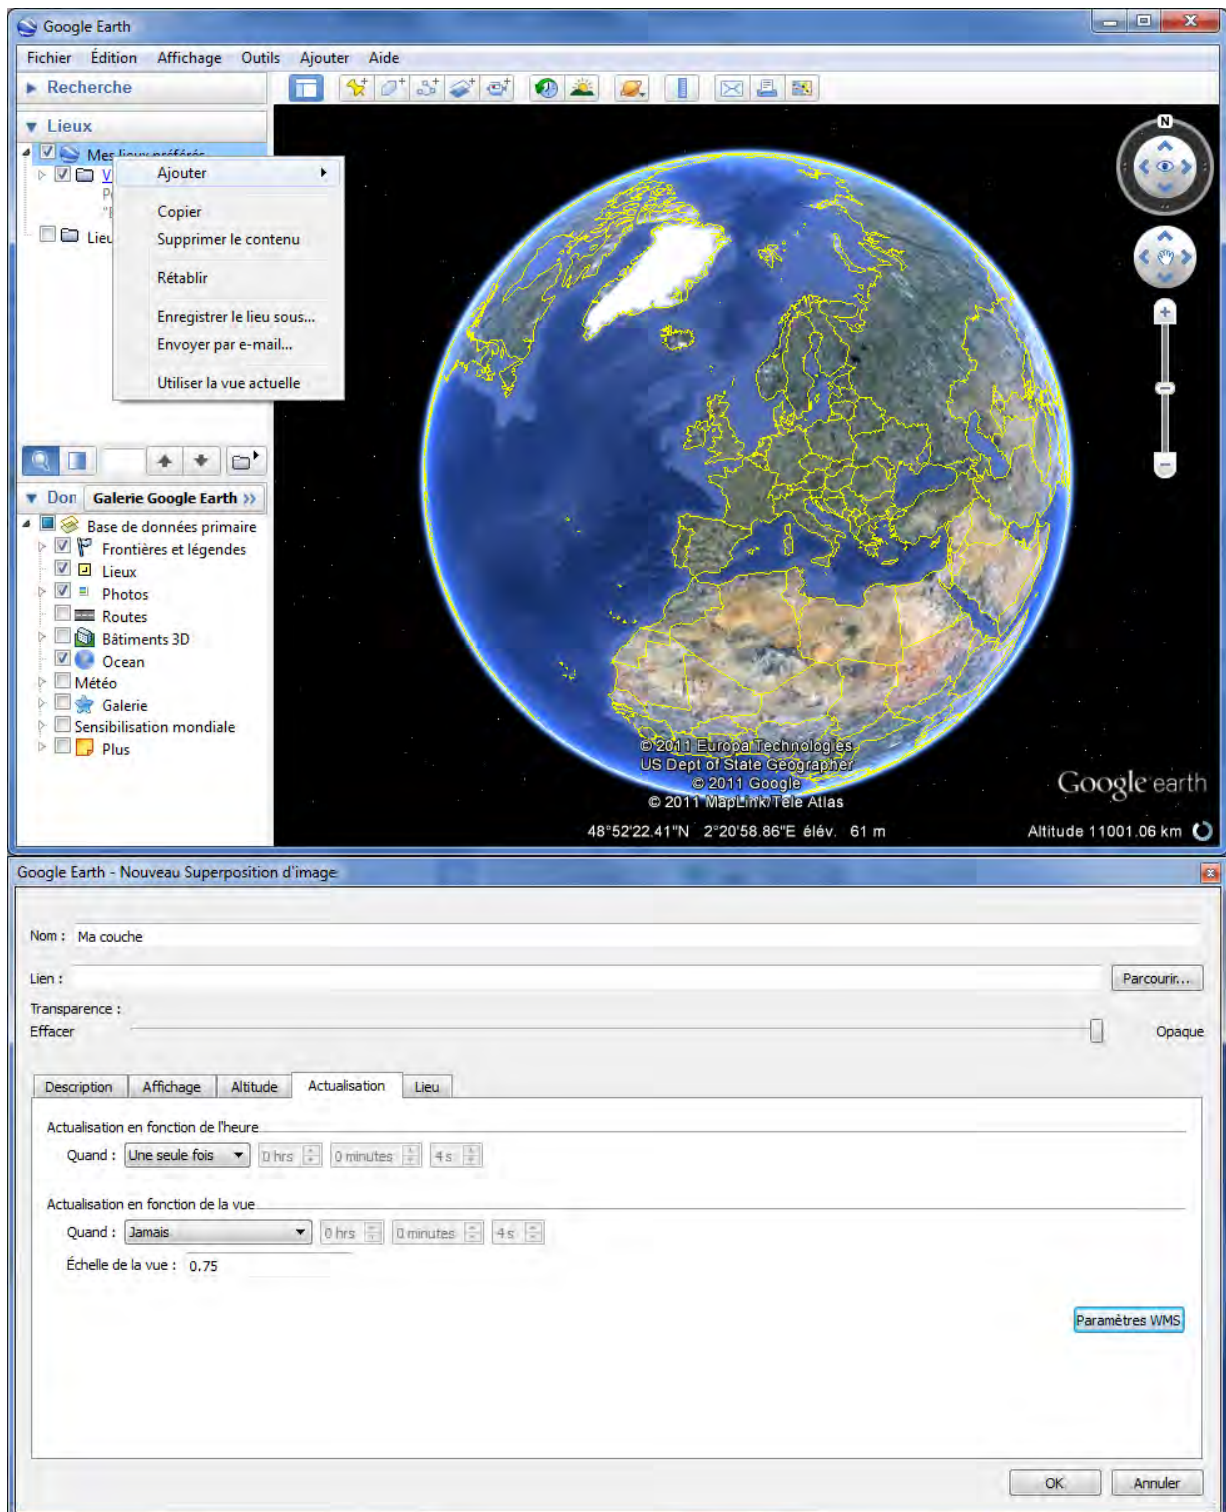 Google Earth
Fichier Édition Affichage Outils Ajouter Aide
Recherche
Lieux
Mes lieux préférés
V
Ajouter
Copier
Supprimer le contenu
Rétablir
Enregistrer le lieu sous...
Envoyer par e-mail...
Utiliser la vue actuelle
Lieu
N
Don Galerie Google Earth >>
Base de données primaire
Frontières et légendes
Lieux
Photos
Routes
Bâtiments 3D
Ocean
Météo
Galerie
Sensibilisation mondiale
Plus
© 2011 Europa Technologies
US Dept of State Geographer
© 2011 Google
© 2011 MapLink/Tele Atlas
Google earth
48°52'22.41"N 2°20'58.86"E élév. 61 m Altitude 11001.06 km
Google Earth - Nouveau Superposition d'image
Nom : Ma couche
Lien : Parcourir...
Transparence :
Effacer Opaque
Description Affichage Altitude Actualisation Lieu
Actualisation en fonction de l'heure
Quand : Une seule fois 0 hrs 0 minutes 4 s
Actualisation en fonction de la vue
Quand : Jamais 0 hrs 0 minutes 4 s
Échelle de la vue : 0.75
Paramètres WMS
OK Annuler